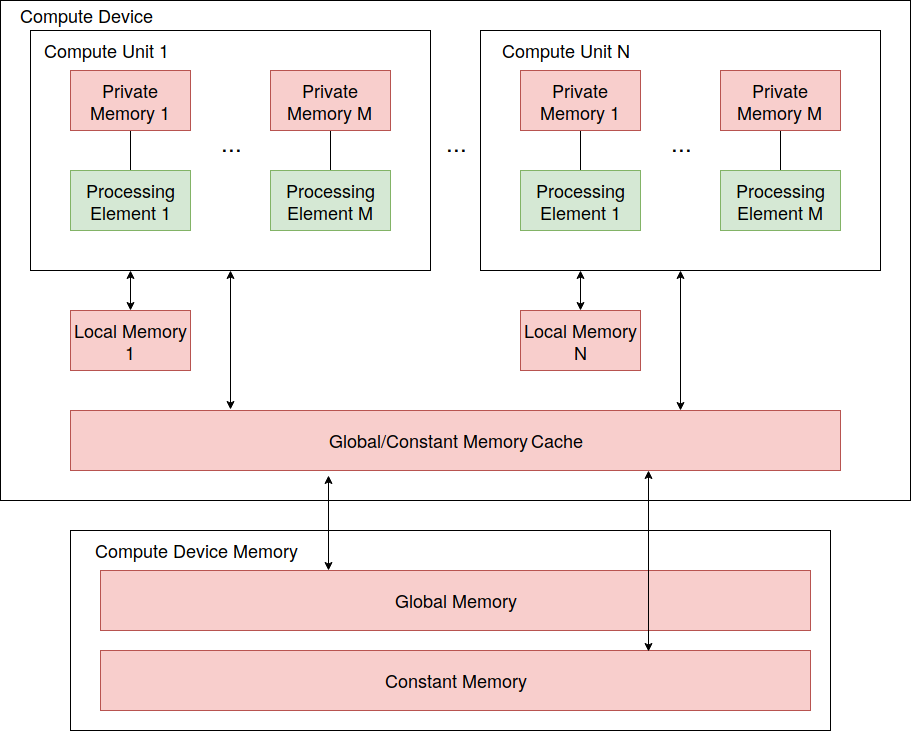 Compute Device
Compute Unit 1
Private
Memory 1
...
Private
Memory M
Processing
Element 1
Processing
Element M
...
Compute Unit N
Private
Memory 1
...
Private
Memory M
Processing
Element 1
Processing
Element M
Local Memory
1
Local Memory
N
Global/Constant Memory Cache
Compute Device Memory
Global Memory
Constant Memory